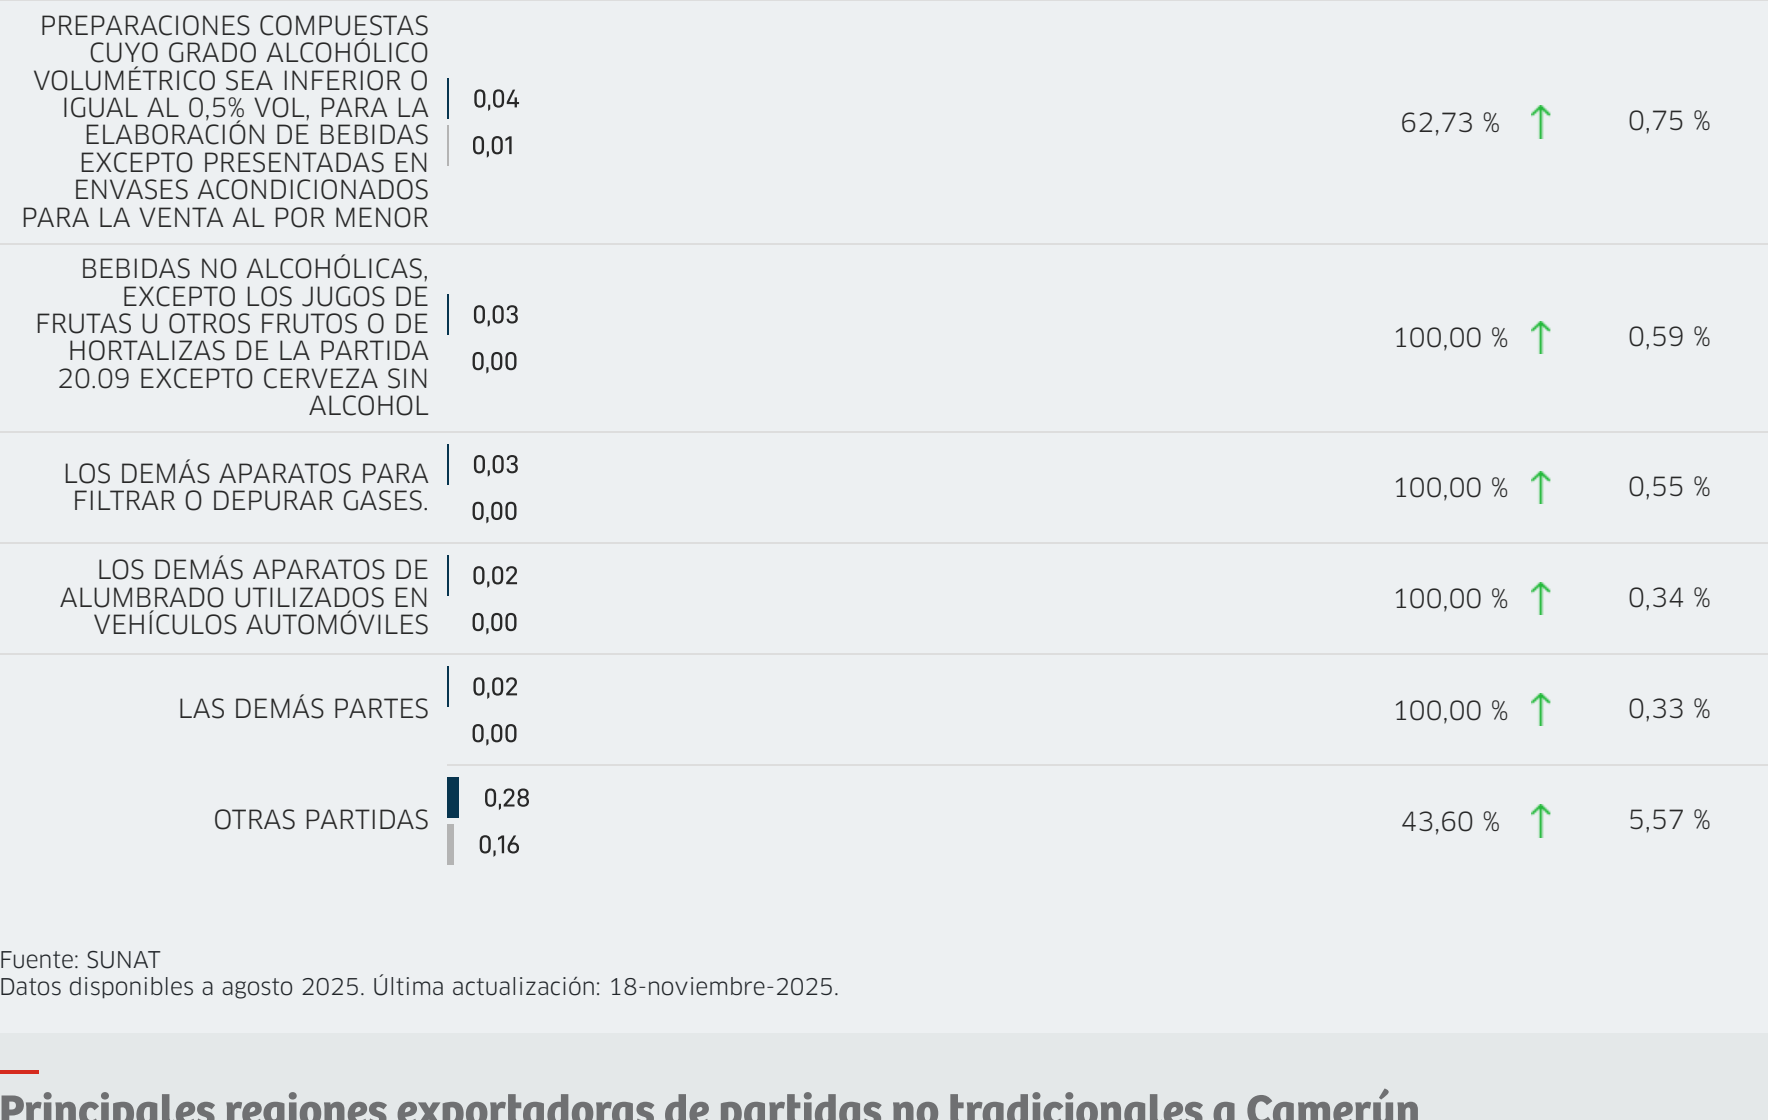 PREPARACIONES COMPUESTAS
CUYO GRADO ALCOHÓLICO
VOLUMÉTRICO SEA INFERIOR O
IGUAL AL 0,5% VOL, PARA LA
ELABORACIÓN DE BEBIDAS
EXCEPTO PRESENTADAS EN
ENVASES ACONDICIONADOS
PARA LA VENTA AL POR MENOR
0,04
0,01
62,73 %
0,75 %
BEBIDAS NO ALCOHÓLICAS,
EXCEPTO LOS JUGOS DE
FRUTAS U OTROS FRUTOS O DE
HORTALIZAS DE LA PARTIDA
20.09 EXCEPTO CERVEZA SIN
ALCOHOL
0,03
0,00
100,00 %
0,59 %
LOS DEMÁS APARATOS PARA
FILTRAR O DEPURAR GASES.
0,03
0,00
100,00 %
0,55 %
LOS DEMÁS APARATOS DE
ALUMBRADO UTILIZADOS EN
VEHÍCULOS AUTOMÓVILES
0,02
0,00
100,00 %
0,34 %
LAS DEMÁS PARTES
0,02
0,00
100,00 %
0,33 %
OTRAS PARTIDAS
0,28
0,16
43,60 %
5,57 %
Fuente: SUNAT
Datos disponibles a agosto 2025. Última actualización: 18-noviembre-2025.
Principales regiones exportadoras de partidas no tradicionales a Camerún